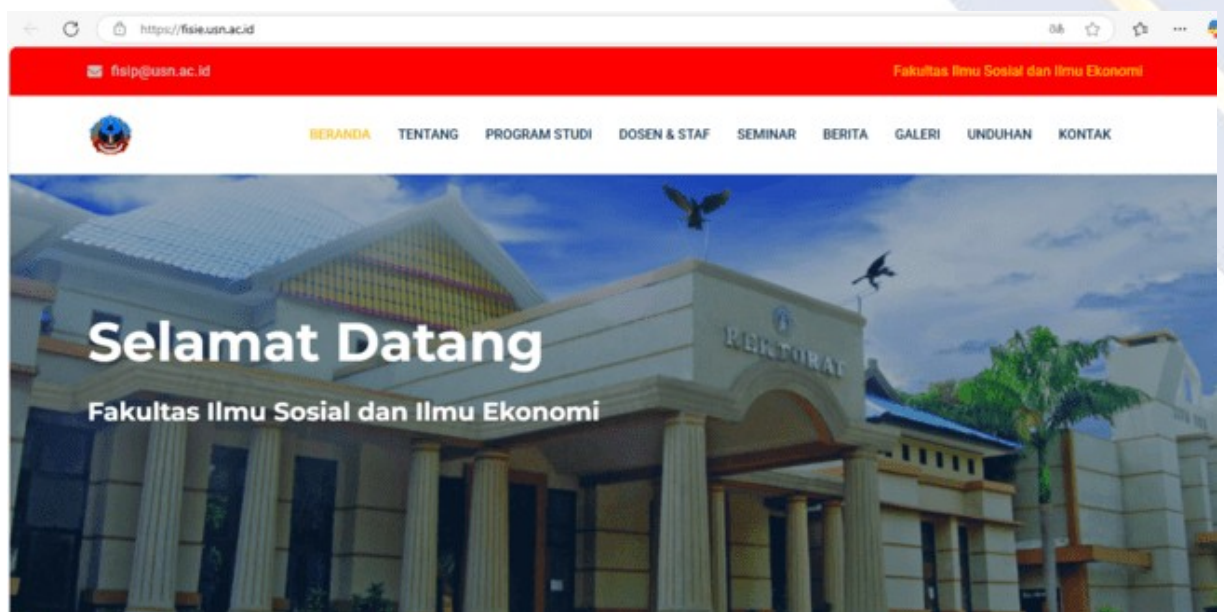 https://fisie.usn.ac.id
fisip@usn.ac.id
Fakultas Ilmu Sosial dan Ilmu Ekonomi
BERANDA TENTANG PROGRAM STUDI DOSEN & STAF SEMINAR BERITA GALERI UNDUHAN KONTAK
REKTORAT
Selamat Datang
Fakultas Ilmu Sosial dan Ilmu Ekonomi